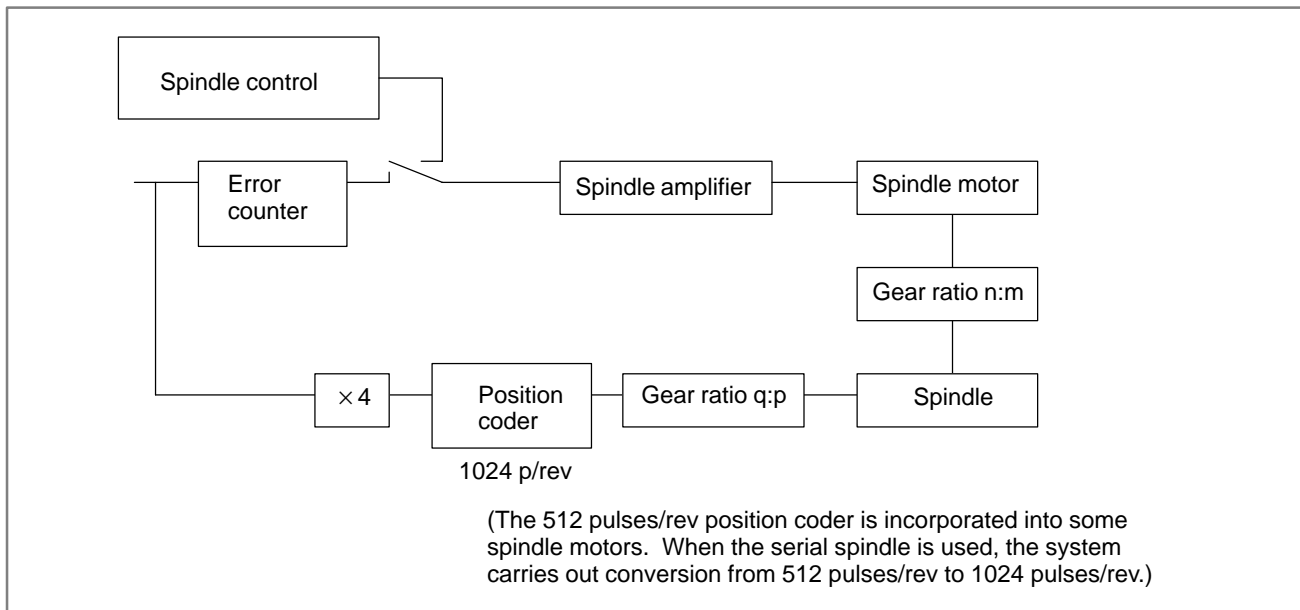 Spindle control
Error
counter
Spindle amplifier
Spindle motor
Gear ratio n:m
× 4
Position
coder
Gear ratio q:p
Spindle
1024 p/rev
(The 512 pulses/rev position coder is incorporated into some
spindle motors. When the serial spindle is used, the system
carries out conversion from 512 pulses/rev to 1024 pulses/rev.)